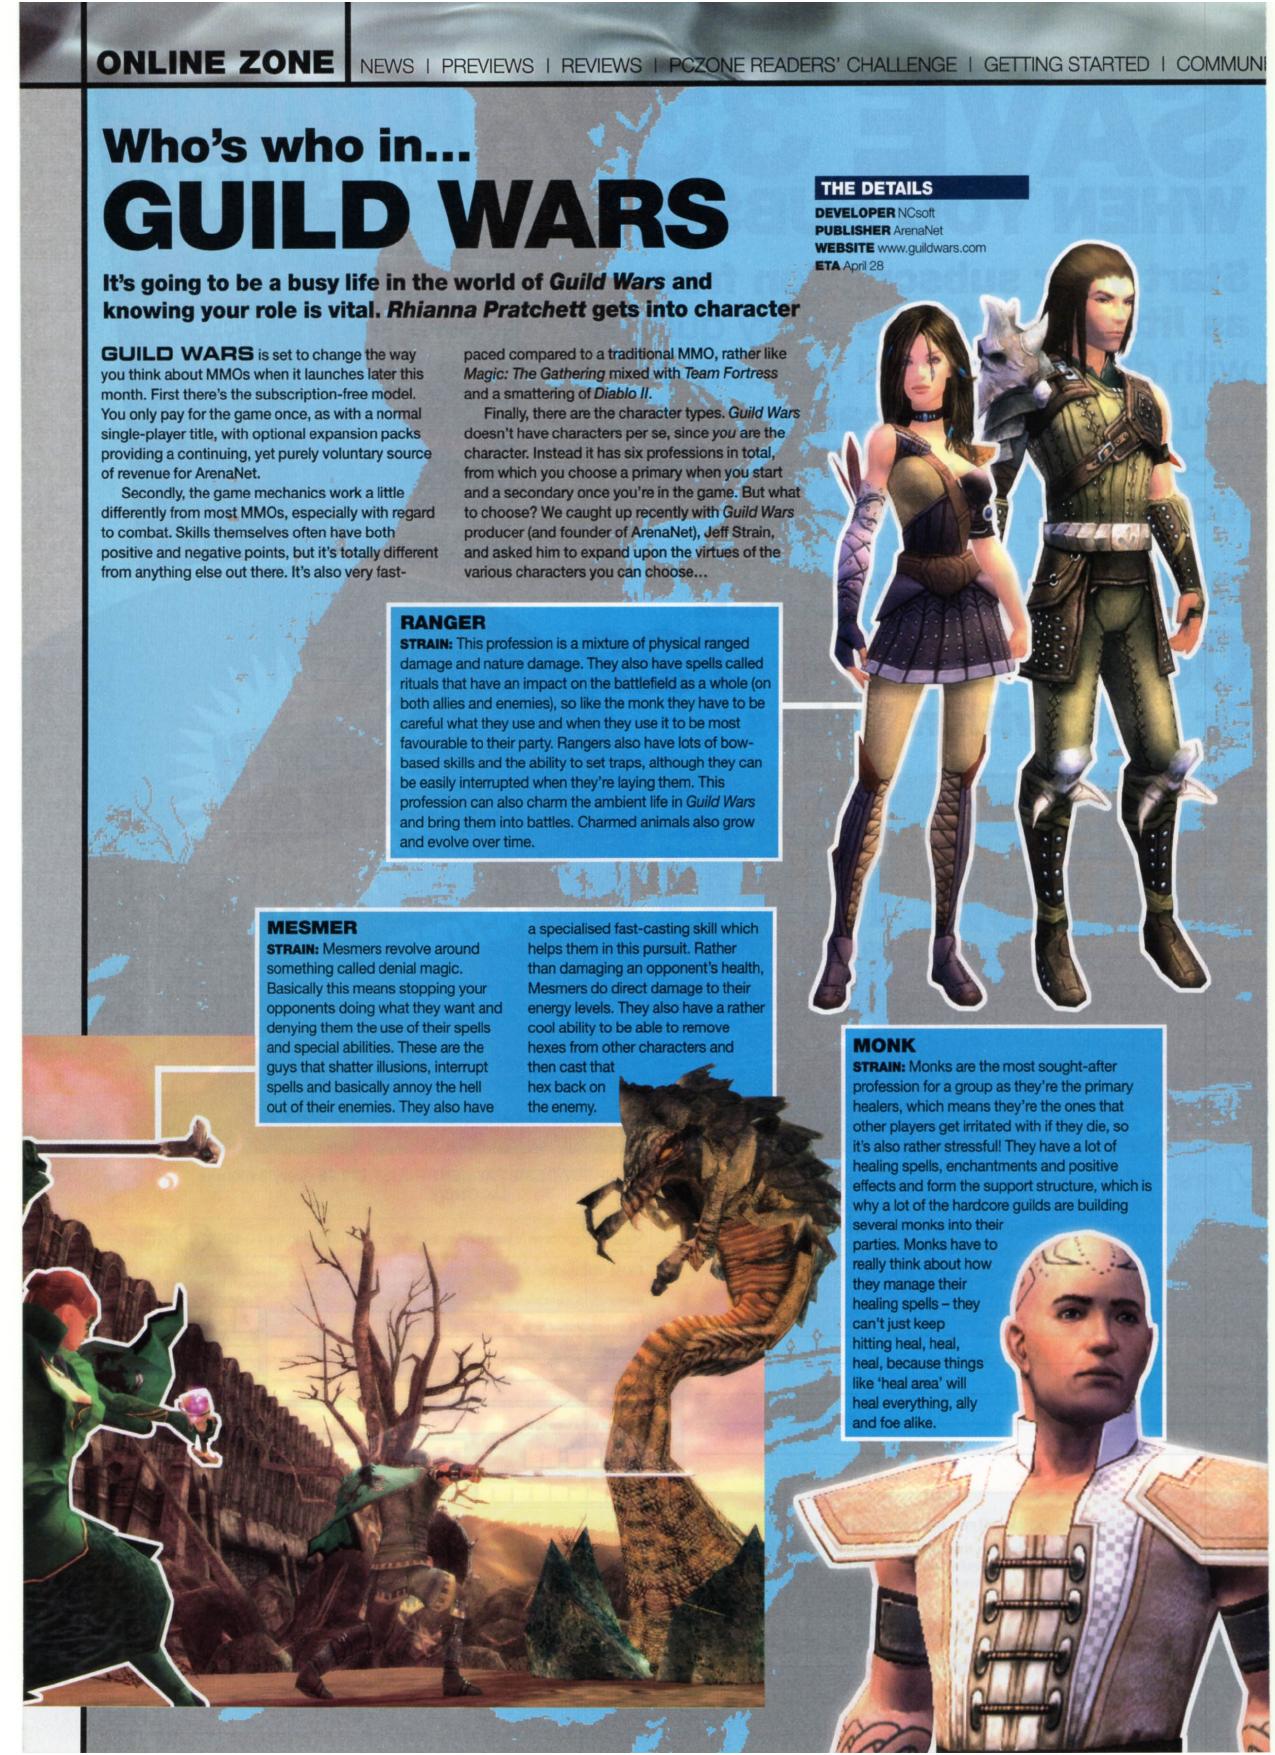 ONLINE ZONE
NEWS | PREVIEWS | REVIEWS | PCZONE READERS' CHALLENGE | GETTING STARTED | COMMUNI
Who's who in...
GUILD WARS
It's going to be a busy life in the world of Guild Wars and
knowing your role is vital. Rhianna Pratchett gets into character
THE DETAILS
DEVELOPER NCsoft
PUBLISHER ArenaNet
WEBSITE www.guildwars.com
ETA April 28
GUILD WARS is set to change the way
you think about MMOs when it launches later this
month. First there's the subscription-free model.
You only pay for the game once, as with a normal
single-player title, with optional expansion packs
providing a continuing, yet purely voluntary source
of revenue for ArenaNet.
Secondly, the game mechanics work a little
differently from most MMOs, especially with regard
to combat. Skills themselves often have both
positive and negative points, but it's totally different
from anything else out there. It's also very fast-
paced compared to a traditional MMO, rather like
Magic: The Gathering mixed with Team Fortress
and a smattering of Diablo II.
Finally, there are the character types. Guild Wars
doesn't have characters per se, since you are the
character. Instead it has six professions in total,
from which you choose a primary when you start
and a secondary once you're in the game. But what
to choose? We caught up recently with Guild Wars
producer (and founder of ArenaNet), Jeff Strain,
and asked him to expand upon the virtues of the
various characters you can choose...
RANGER
STRAIN: This profession is a mixture of physical ranged
damage and nature damage. They also have spells called
rituals that have an impact on the battlefield as a whole (on
both allies and enemies), so like the monk they have to be
careful what they use and when they use it to be most
favourable to their party. Rangers also have lots of bow-
based skills and the ability to set traps, although they can
be easily interrupted when they're laying them. This
profession can also charm the ambient life in Guild Wars
and bring them into battles. Charmed animals also grow
and evolve over time.
MESMER
STRAIN: Mesmers revolve around
something called denial magic.
Basically this means stopping your
opponents doing what they want and
denying them the use of their spells
and special abilities. These are the
guys that shatter illusions, interrupt
spells and basically annoy the hell
out of their enemies. They also have
a specialised fast-casting skill which
helps them in this pursuit. Rather
than damaging an opponent's health,
Mesmers do direct damage to their
energy levels. They also have a rather
cool ability to be able to remove
hexes from other characters and
then cast that
hex back on
the enemy.
MONK
STRAIN: Monks are the most sought-after
profession for a group as they're the primary
healers, which means they're the ones that
other players get irritated with if they die, so
it's also rather stressful! They have a lot of
healing spells, enchantments and positive
effects and form the support structure, which is
why a lot of the hardcore guilds are building
several monks into their
parties. Monks have to
really think about how
they manage their
healing spells – they
can't just keep
hitting heal, heal,
heal, because things
like 'heal area' will
heal everything, ally
and foe alike.